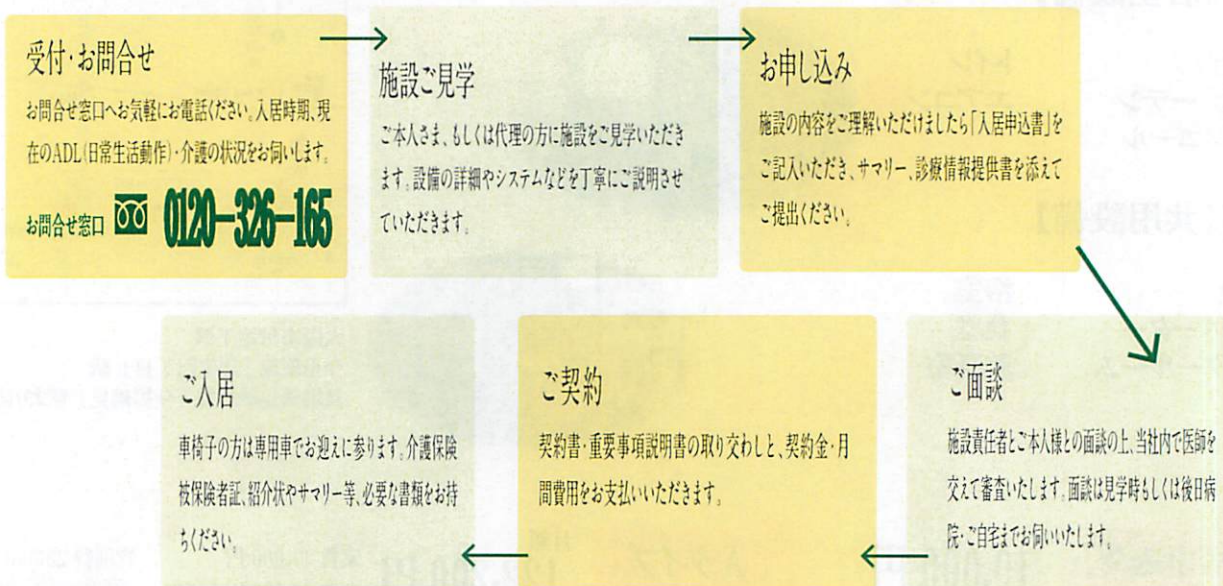 受付・お問合せ
お問合せ窓口へお気軽にお電話ください。入居時期、現
在のADL(日常生活動作)・介護の状況をお伺いします。
お問合せ窓口 0120-326-165
施設ご見学
ご本人さま、もしくは代理の方に施設をご見学いただき
ます。設備の詳細やシステムなどを丁寧にご説明させ
ていただきます。
お申し込み
施設の内容をご理解いただけましたら「入居申込書」を
ご記入いただき、サマリー、診療情報提供書を添えて
ご提出ください。
ご面談
施設責任者とご本人様との面談の上、当社内で医師を
交えて審査いたします。面談は見学時もしくは後日病
院・ご自宅までお伺いいたします。
ご契約
契約書・重要事項説明書の取り交わしと、契約金・月
間費用をお支払いいただきます。
ご入居
車椅子の方は専用車でお迎えに参ります。介護保険
被保険者証、紹介状やサマリー等、必要な書類をお持
ちください。